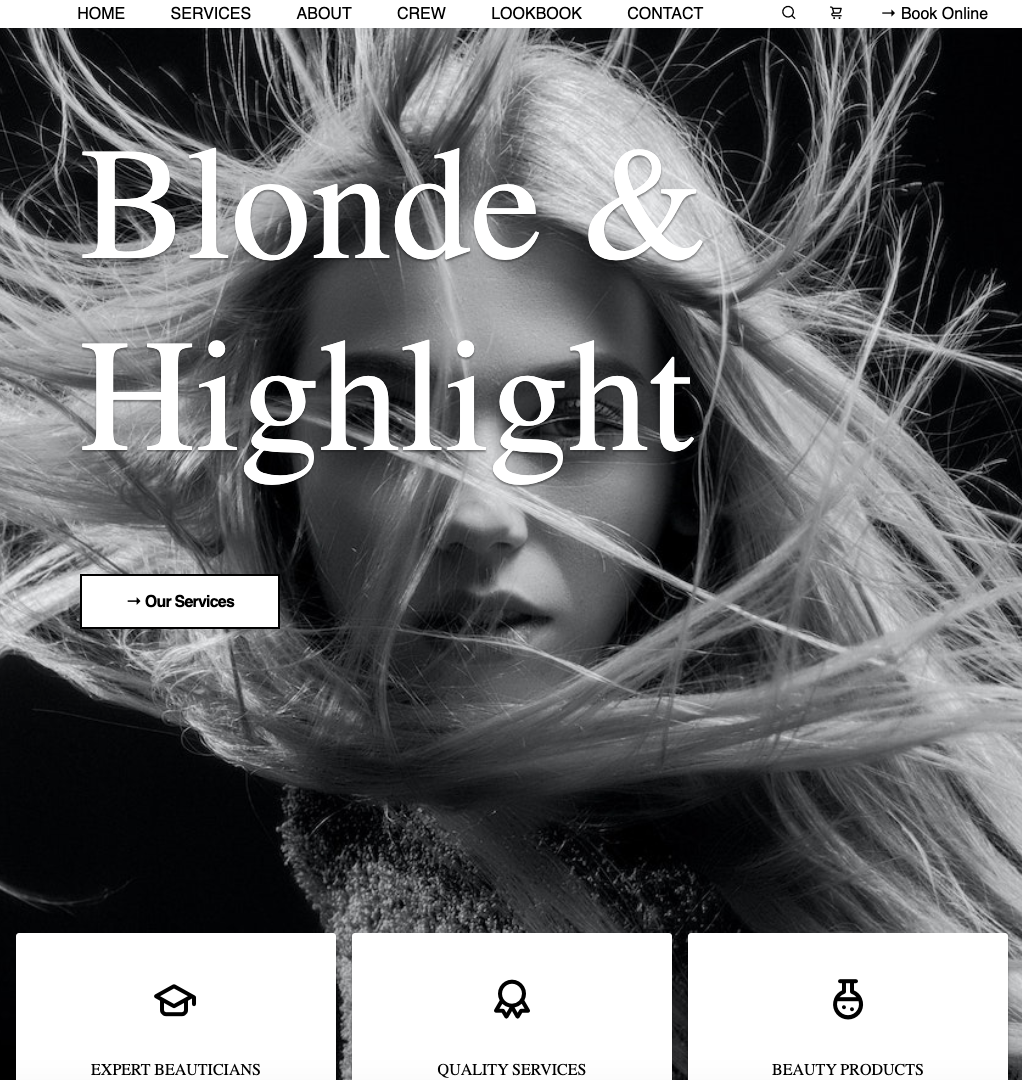 HOME SERVICES ABOUT CREW LOOKBOOK CONTACT → Book Online
Blonde &
Highlight
→ Our Services
EXPERT BEAUTICIANS QUALITY SERVICES BEAUTY PRODUCTS